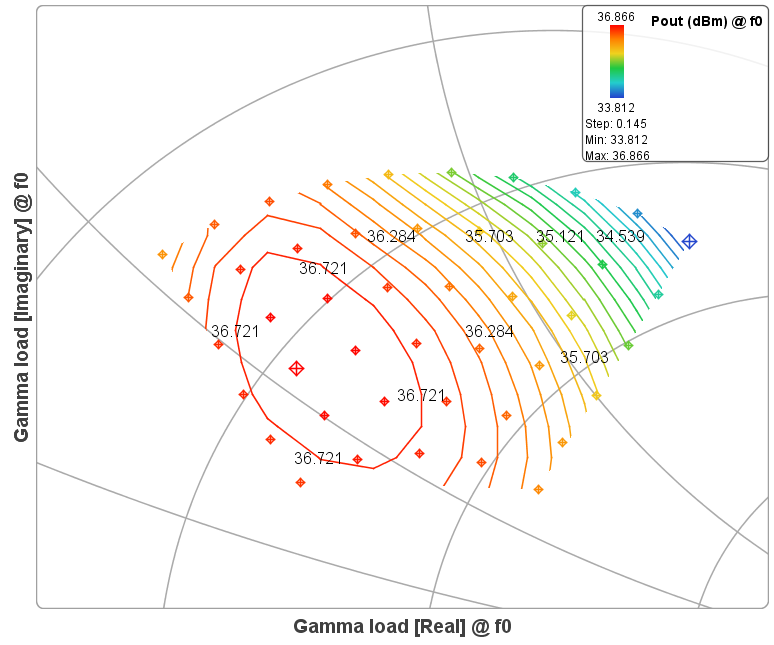 36.866
Pout (dBm) @ f0
33.812
Step: 0.145
Min: 33.812
Max: 36.866
36.284
35.703
35.121
34.539
36.721
36.721
36.284
35.703
36.721
36.721
Gamma load [Imaginary] @ f0
Gamma load [Real] @ f0